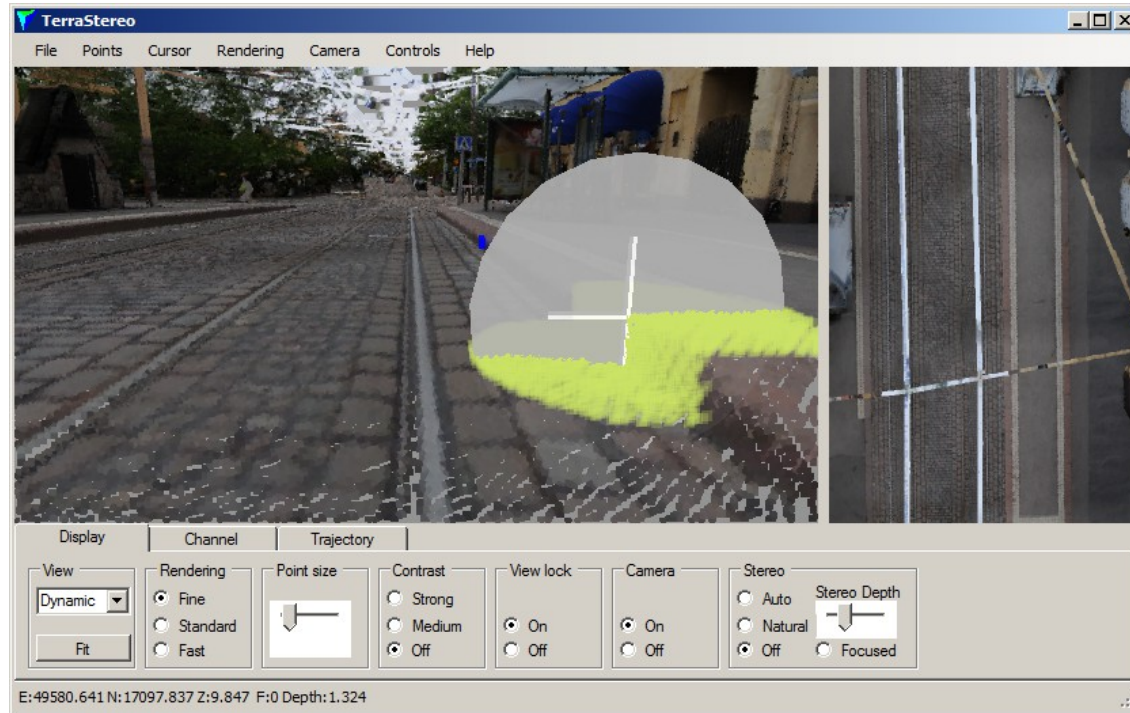 TerraStereo
File Points Cursor Rendering Camera Controls Help
Display Channel Trajectory
View Rendering Point size Contrast View lock Camera Stereo
Dynamic Fine Strong Auto Stereo Depth
Standard Medium On On Natural
Fit Fast Off Off Off Off Focused
E:49580.641 N:17097.837 Z:9.847 F:0 Depth:1.324